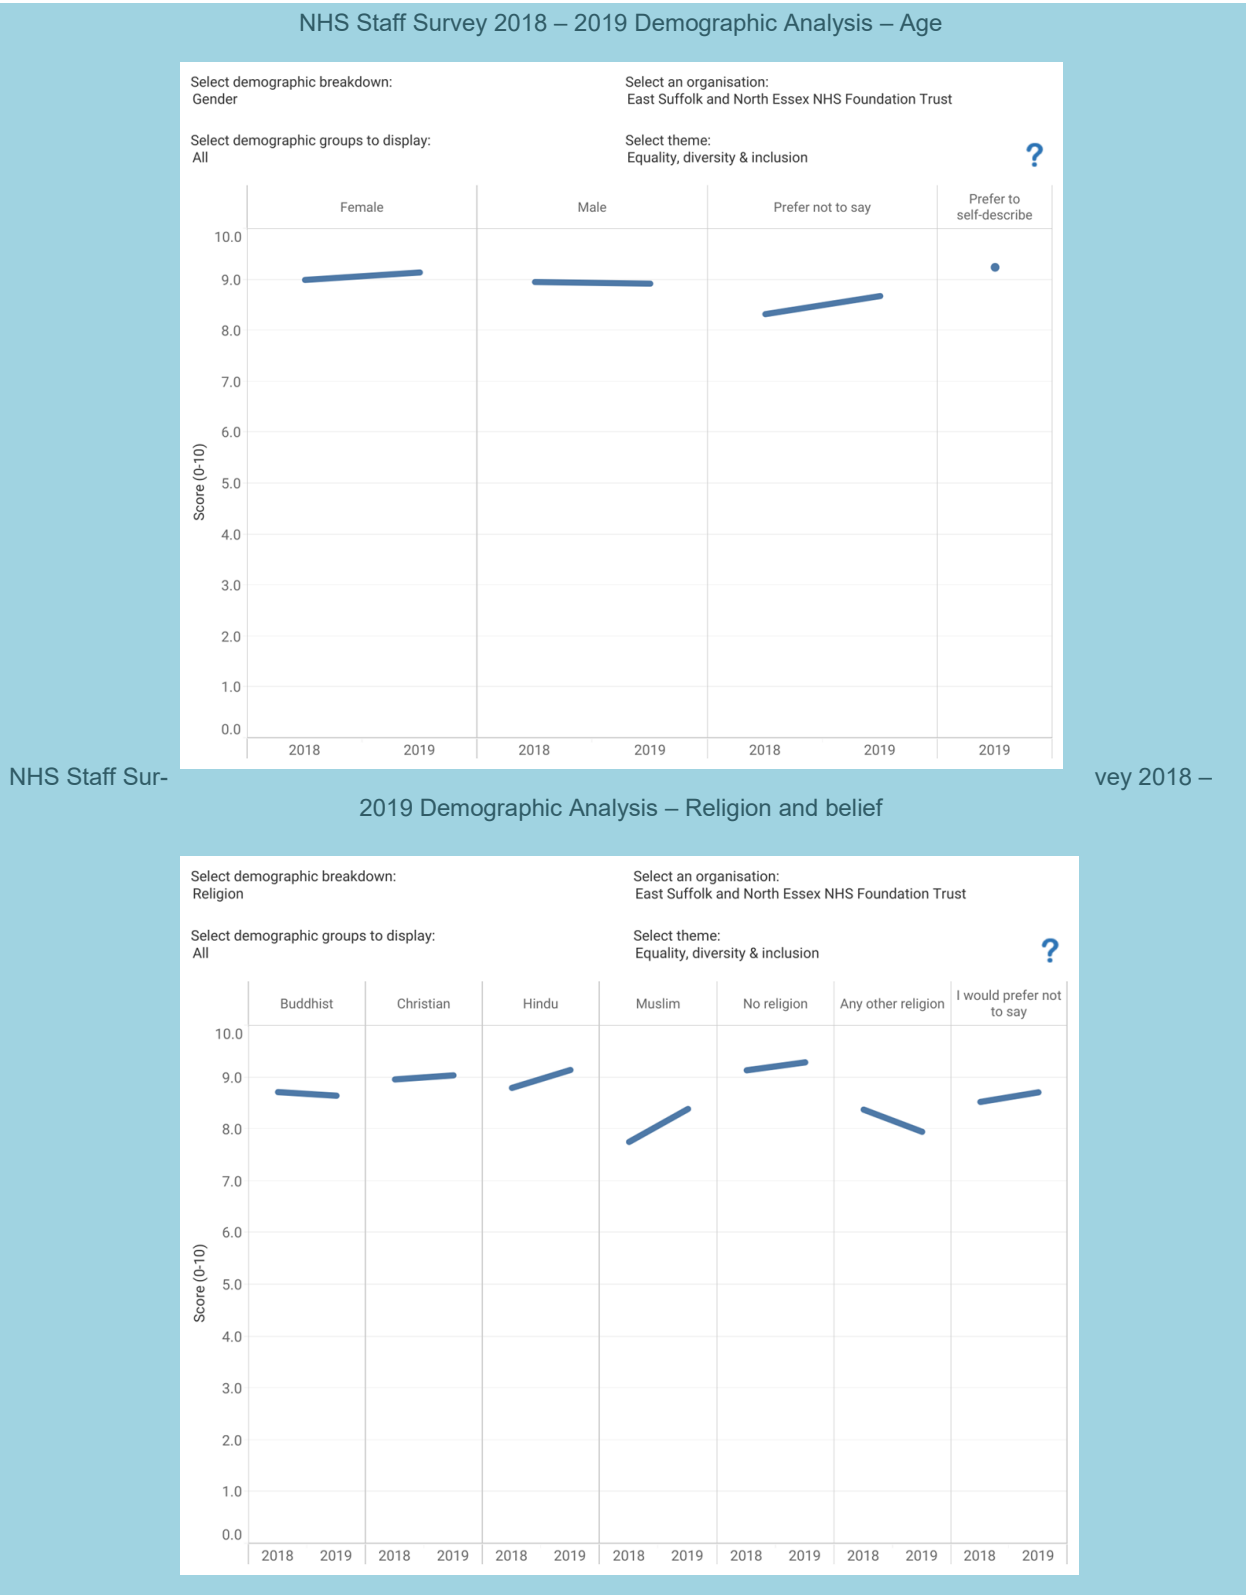 NHS Staff Survey 2018 – 2019 Demographic Analysis – Age
Select demographic breakdown:
Gender
Select an organisation:
East Suffolk and North Essex NHS Foundation Trust
Select demographic groups to display:
All
Select theme:
Equality, diversity & inclusion
?
Female
Male
Prefer not to say
Prefer to
self-describe
10.0
9.0
8.0
7.0
6.0
5.0
4.0
3.0
2.0
1.0
0.0
Score (0-10)
2018 2019 2018 2019 2018 2019 2019
NHS Staff Sur- vey 2018 –
2019 Demographic Analysis – Religion and belief
Select demographic breakdown:
Religion
Select an organisation:
East Suffolk and North Essex NHS Foundation Trust
Select demographic groups to display:
All
Select theme:
Equality, diversity & inclusion
?
Buddhist
Christian
Hindu
Muslim
No religion
Any other religion
I would prefer not
to say
10.0
9.0
8.0
7.0
6.0
5.0
4.0
3.0
2.0
1.0
0.0
Score (0-10)
2018 2019 2018 2019 2018 2019 2018 2019 2018 2019 2018 2019 2018 2019